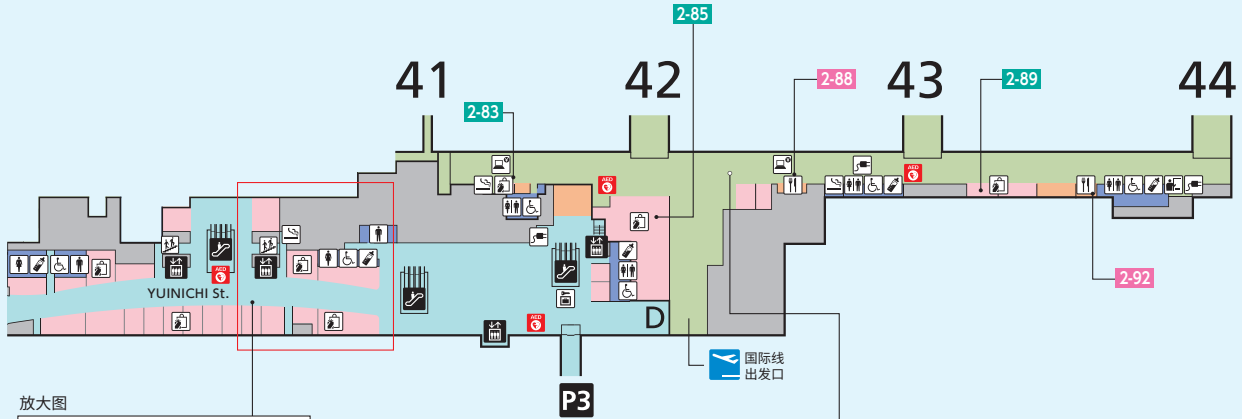 2-85
41
42
2-88
43
2-89
44
2-83
AED
AED
AED
YUINICHI St.
AED
D
2-92
国际线
出发口
P3
放大图